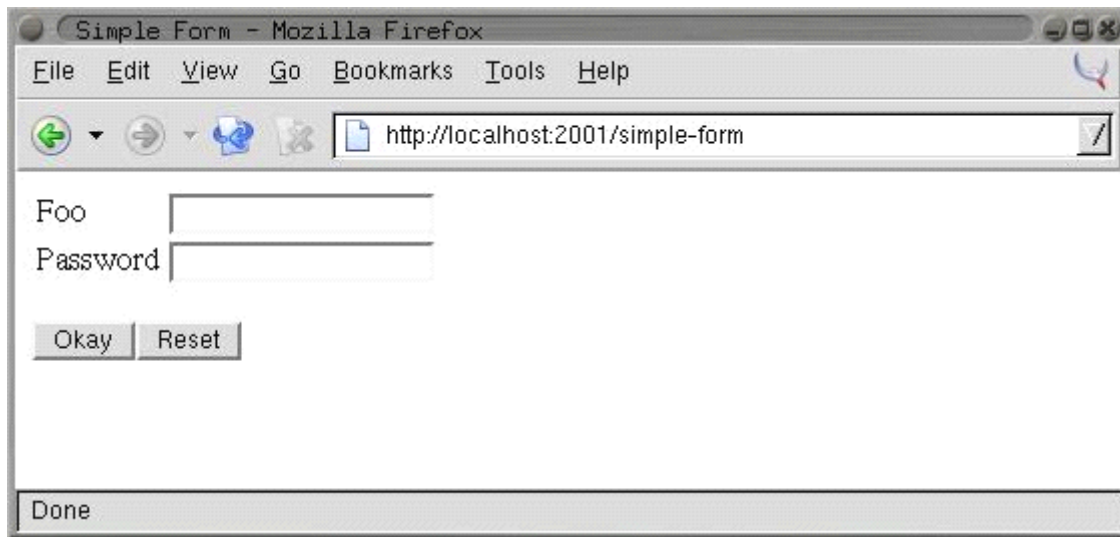 Simple Form - Mozilla Firefox
File Edit View Go Bookmarks Tools Help
http://localhost:2001/simple-form
Foo
Password
Okay Reset
Done